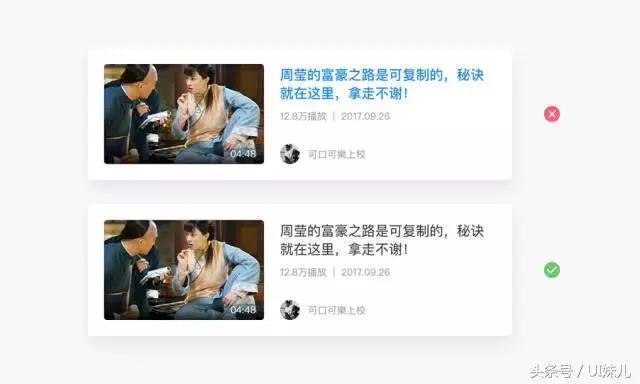 周莹的富豪之路是可复制的，秘诀
就在这里，拿走不谢！
12.8万播放 | 2017.09.26
04:48
可口可樂上校
周莹的富豪之路是可复制的，秘诀
就在这里，拿走不谢！
12.8万播放 | 2017.09.26
04:48
可口可樂上校
头条号 / UI妹儿